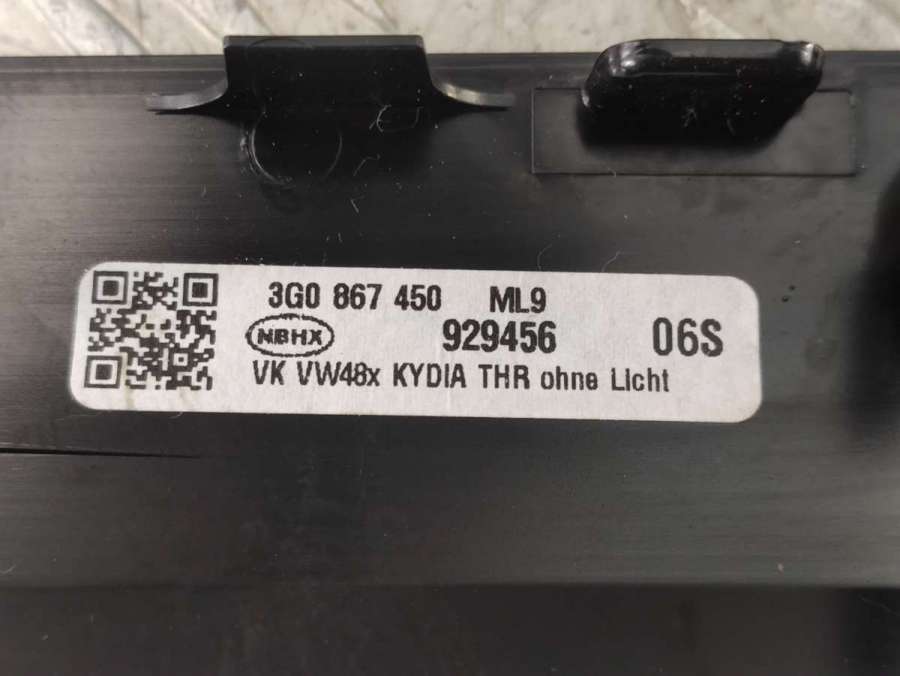 3G0 867 450 ML9
NBHX 929456 06S
VK VW48x KYDIA THR ohne Licht